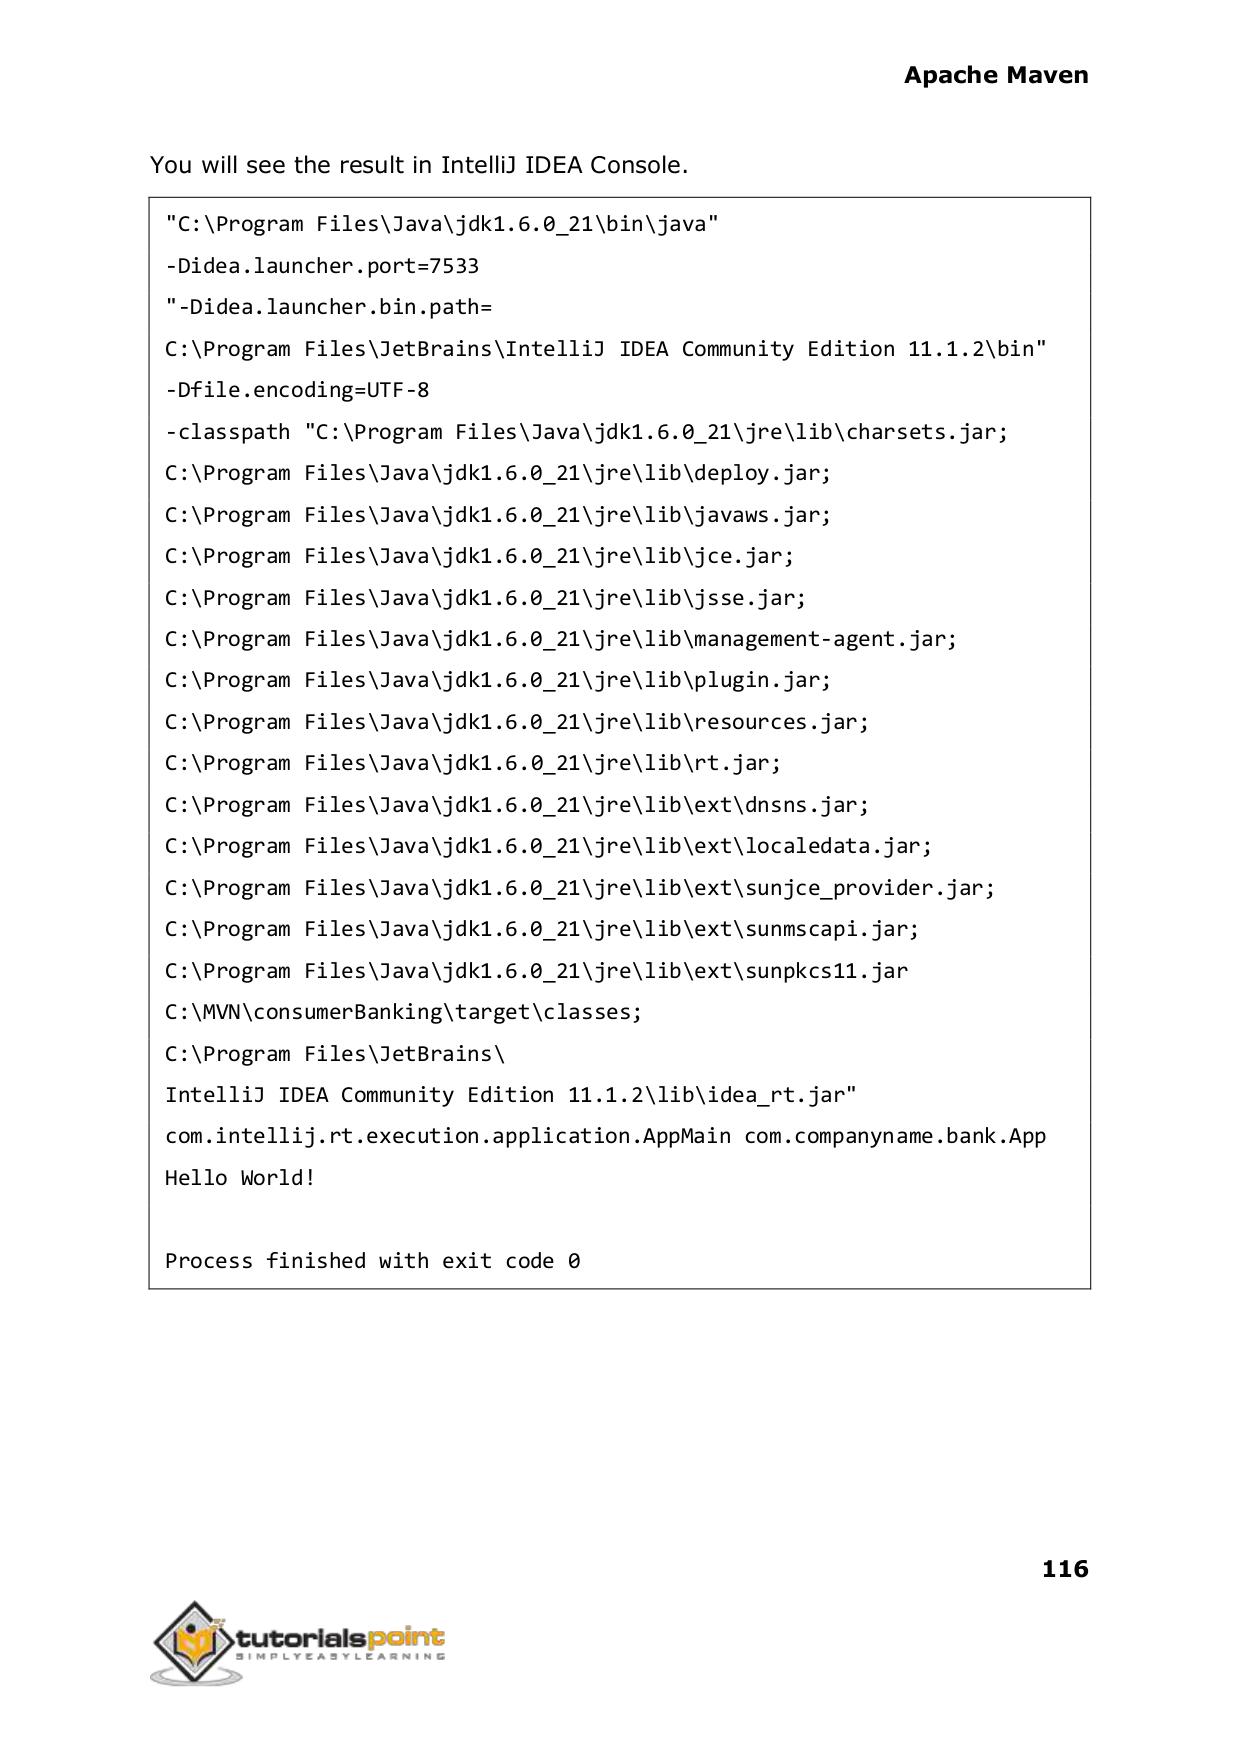 Apache Maven
You will see the result in IntelliJ IDEA Console.
"C:\Program Files\Java\jdk1.6.0_21\bin\java"
-Didea.launcher.port=7533
"-Didea.launcher.bin.path=
C:\Program Files\JetBrains\IntelliJ IDEA Community Edition 11.1.2\bin"
-Dfile.encoding=UTF-8
-classpath "C:\Program Files\Java\jdk1.6.0_21\jre\lib\charsets.jar;
C:\Program Files\Java\jdk1.6.0_21\jre\lib\deploy.jar;
C:\Program Files\Java\jdk1.6.0_21\jre\lib\javaws.jar;
C:\Program Files\Java\jdk1.6.0_21\jre\lib\jce.jar;
C:\Program Files\Java\jdk1.6.0_21\jre\lib\jsse.jar;
C:\Program Files\Java\jdk1.6.0_21\jre\lib\management-agent.jar;
C:\Program Files\Java\jdk1.6.0_21\jre\lib\plugin.jar;
C:\Program Files\Java\jdk1.6.0_21\jre\lib\resources.jar;
C:\Program Files\Java\jdk1.6.0_21\jre\lib\rt.jar;
C:\Program Files\Java\jdk1.6.0_21\jre\lib\ext\dnsns.jar;
C:\Program Files\Java\jdk1.6.0_21\jre\lib\ext\localedata.jar;
C:\Program Files\Java\jdk1.6.0_21\jre\lib\ext\sunjce_provider.jar;
C:\Program Files\Java\jdk1.6.0_21\jre\lib\ext\sunmscapi.jar;
C:\Program Files\Java\jdk1.6.0_21\jre\lib\ext\sunpkcs11.jar
C:\MVN\consumerBanking\target\classes;
C:\Program Files\JetBrains\
IntelliJ IDEA Community Edition 11.1.2\lib\idea_rt.jar"
com.intellij.rt.execution.application.AppMain com.companyname.bank.App
Hello World!
Process finished with exit code 0
116
tutorialspoint
SIMPLYEASYLEARNING